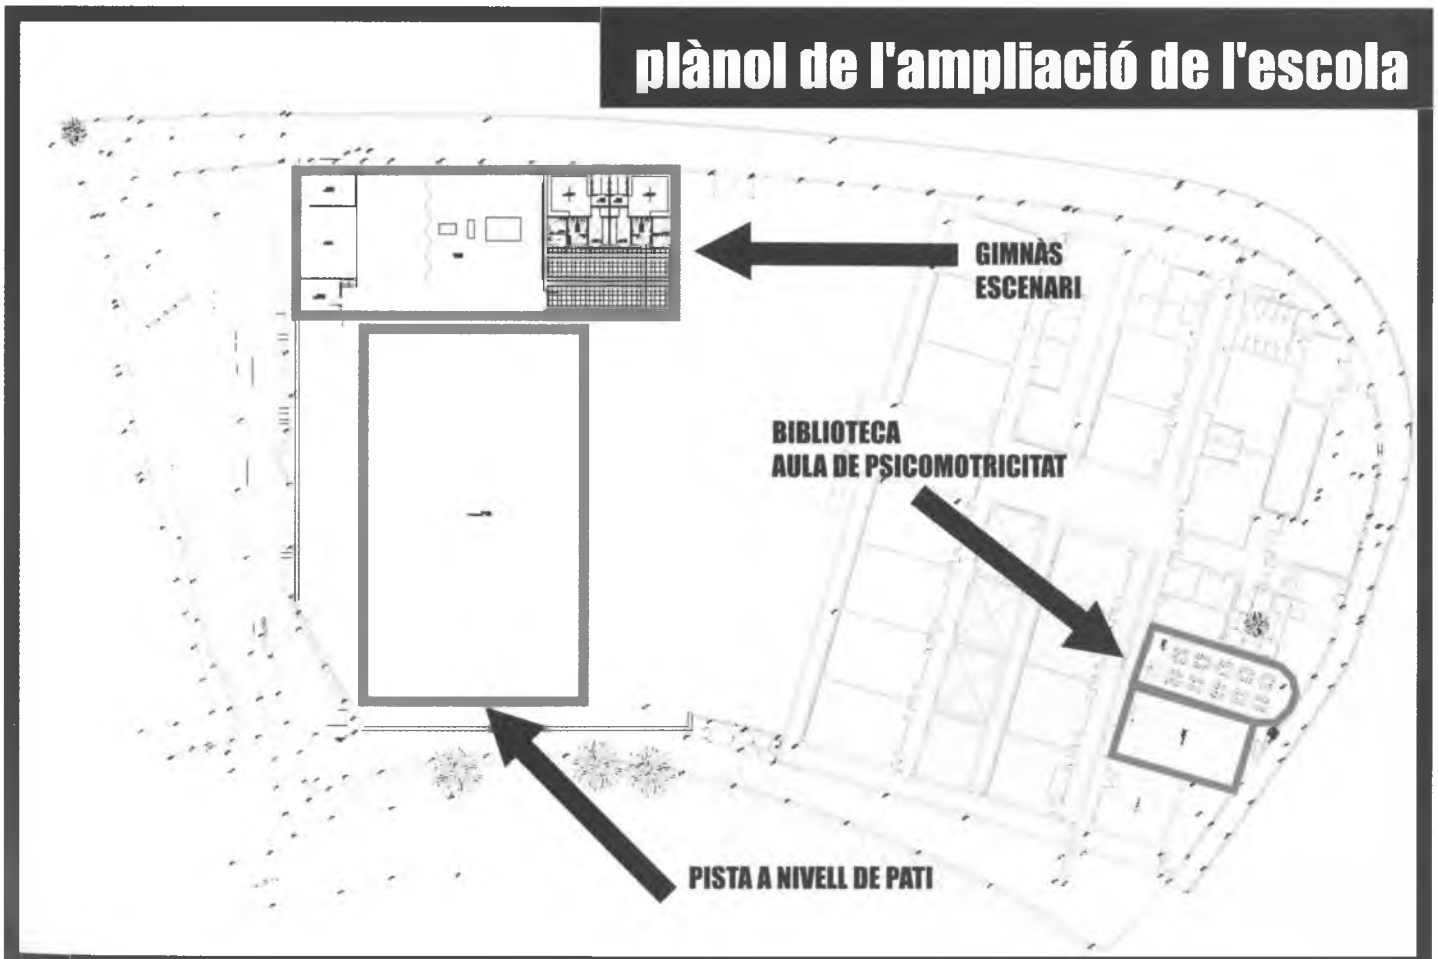 plànol de l'ampliació de l'escola
GIMNÀS
ESCENARI
BIBLIOTECA
AULA DE PSICOMOTRICITAT
PISTA A NIVELL DE PATI